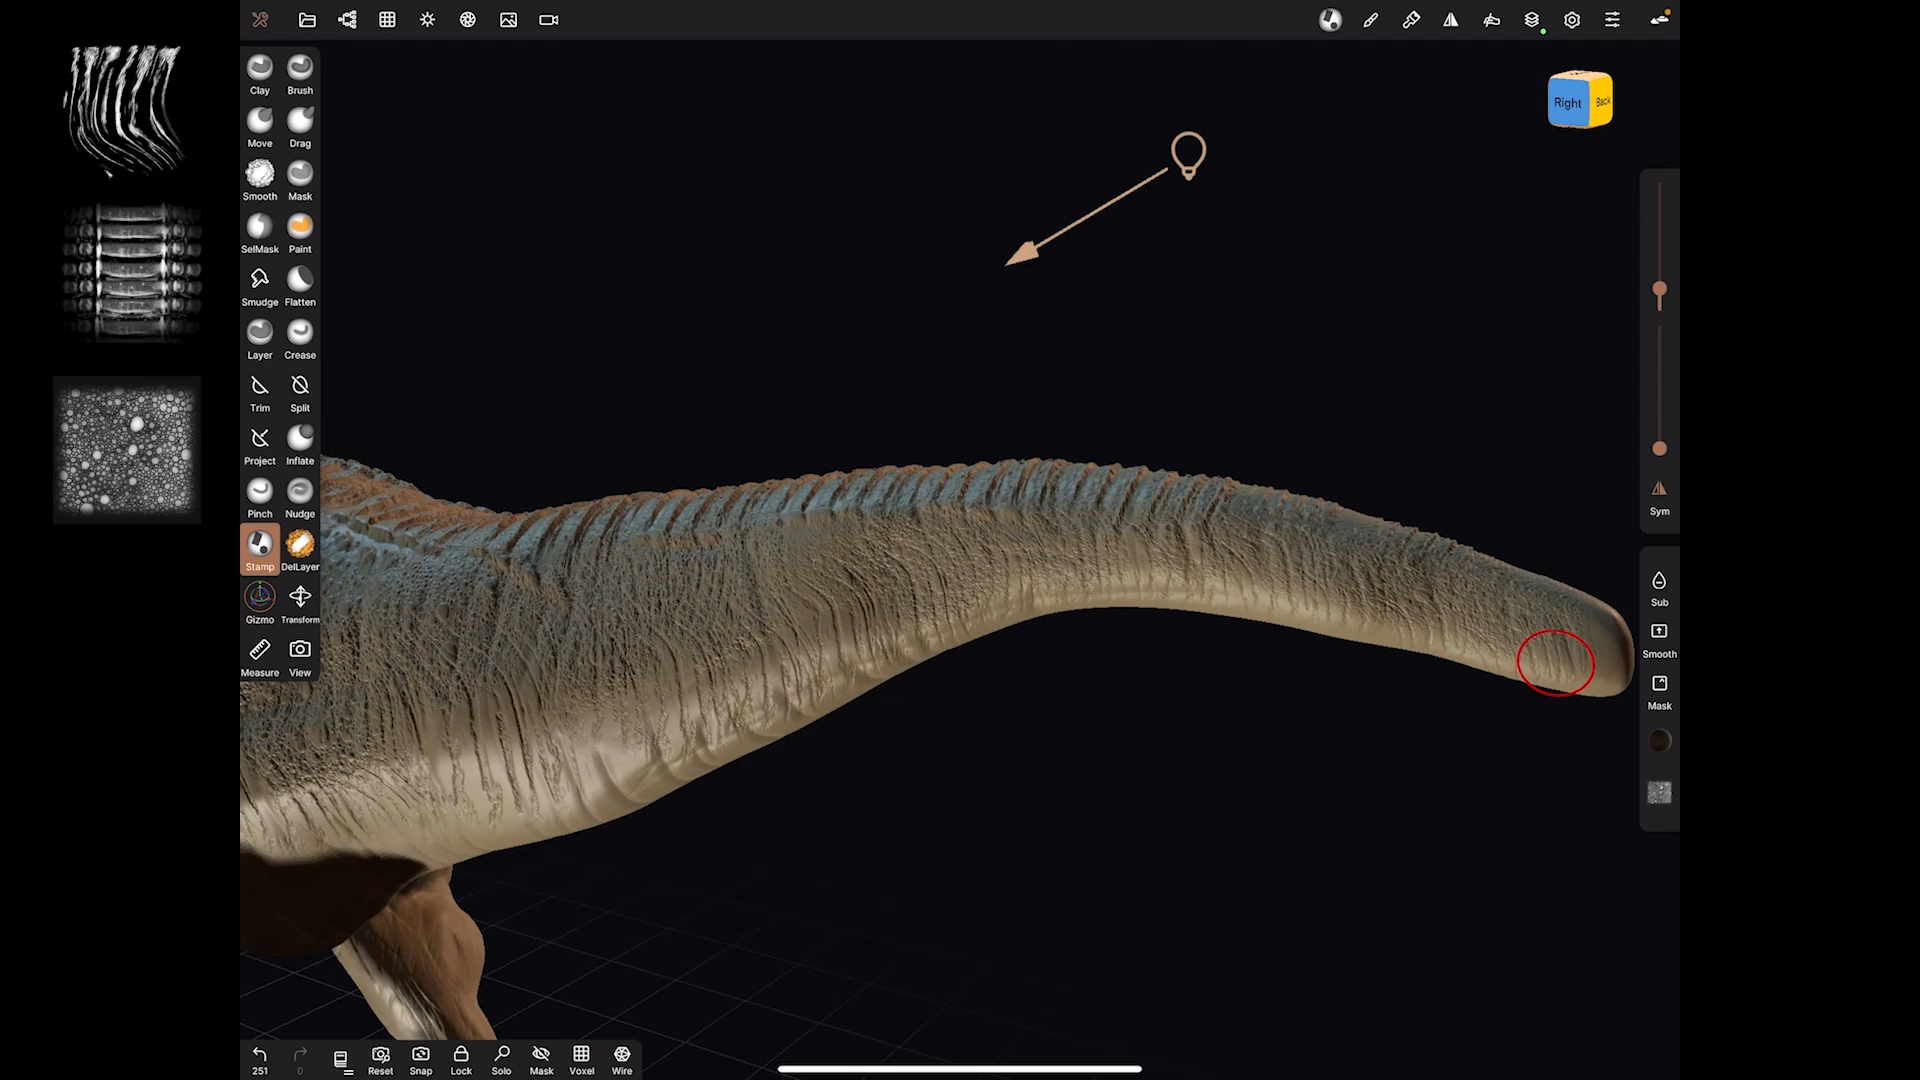 Clay Brush
Move Drag
Smooth Mask
SelMask Paint
Smudge Flatten
Layer Crease
Trim Split
Project Inflate
Pinch Nudge
Stamp DelLayer
Gizmo Transform
Measure View
Right Back
Sym
Sub
Smooth
Mask
251 0 Reset Snap Lock Solo Mask Voxel Wire